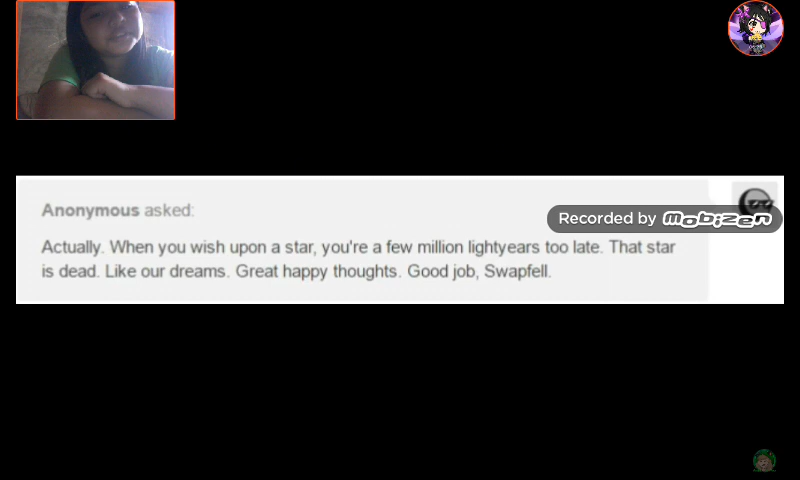 Anonymous asked:
Recorded by mobizen
Actually. When you wish upon a star, you're a few million lightyears too late. That star
is dead. Like our dreams. Great happy thoughts. Good job, Swapfell.